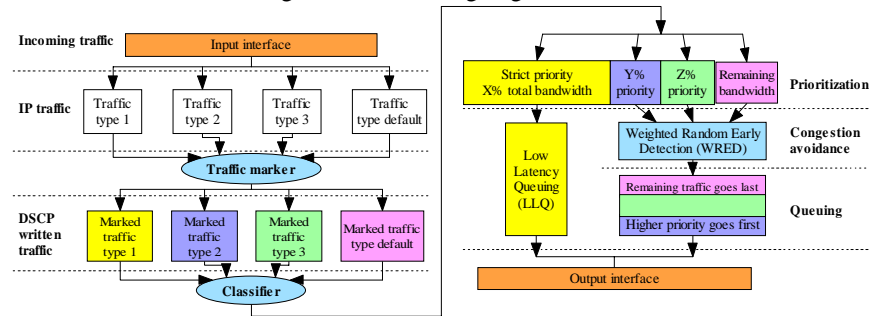 Incoming traffic
Input interface
IP traffic
Traffic
type 1
Traffic
type 2
Traffic
type 3
Traffic
type default
Traffic marker
DSCP
written
traffic
Marked
traffic
type 1
Marked
traffic
type 2
Marked
traffic
type 3
Marked traffic
type default
Classifier
Strict priority
X% total bandwidth
Y%
priority
Z%
priority
Remaining
bandwidth
Prioritization
Low
Latency
Queuing
(LLQ)
Weighted Random Early
Detection (WRED)
Congestion
avoidance
Remaining traffic goes last
Higher priority goes first
Queuing
Output interface